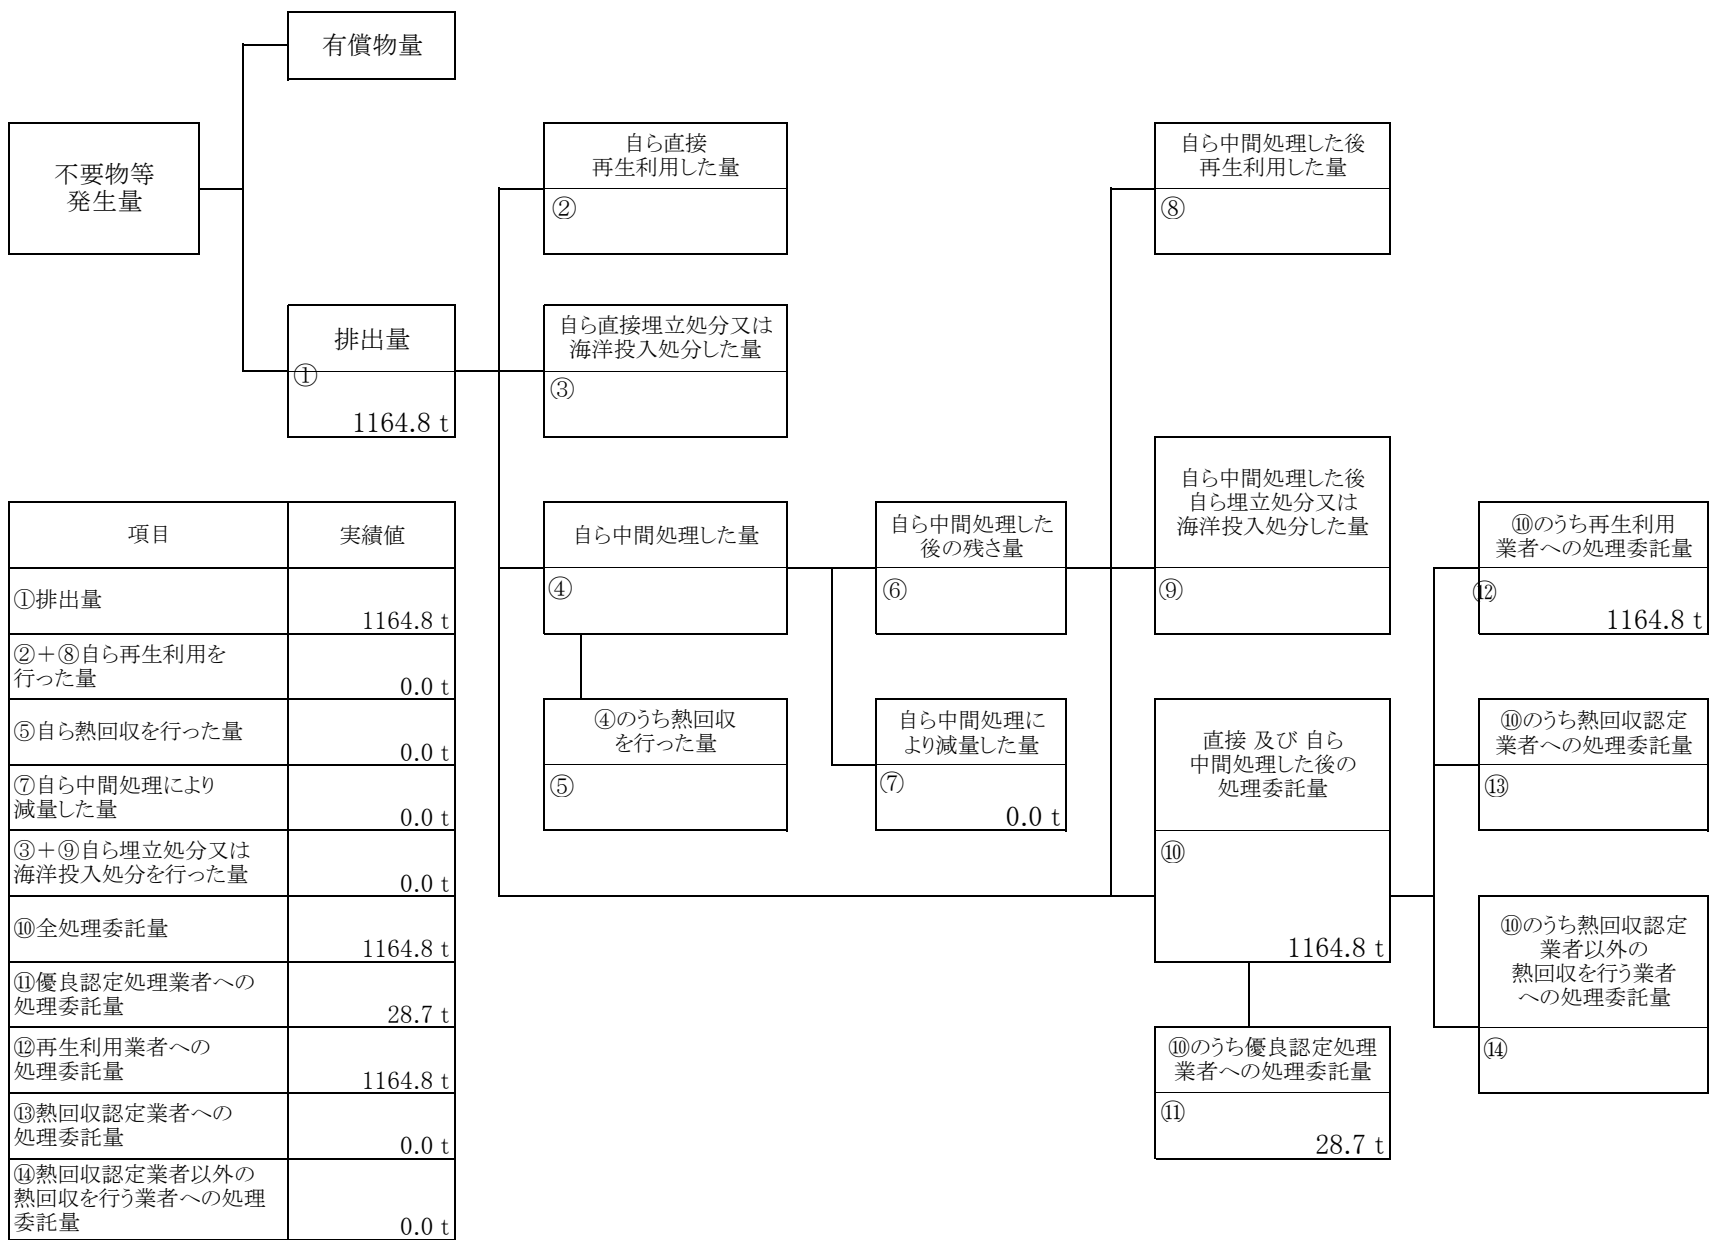 有償物量
不要物等
発生量
自ら直接
再生利用した量
②
自ら中間処理した後
再生利用した量
⑧
排出量
①
1164.8 t
自ら直接埋立処分又は
海洋投入処分した量
③
自ら中間処理した量
④
自ら中間処理した
後の残さ量
⑥
自ら中間処理した後
自ら埋立処分又は
海洋投入処分した量
⑨
⑩のうち再生利用
業者への処理委託量
⑫
1164.8 t
④のうち熱回収
を行った量
⑤
自ら中間処理に
より減量した量
⑦
0.0 t
直接 及び 自ら
中間処理した後の
処理委託量
⑩
1164.8 t
⑩のうち熱回収認定
業者への処理委託量
⑬
⑩のうち熱回収認定
業者以外の
熱回収を行う業者
への処理委託量
⑭
⑩のうち優良認定処理
業者への処理委託量
⑪
28.7 t
項目 実績値
①排出量
1164.8 t
②＋⑧自ら再生利用を
行った量
0.0 t
⑤自ら熱回収を行った量
0.0 t
⑦自ら中間処理により
減量した量
0.0 t
③＋⑨自ら埋立処分又は
海洋投入処分を行った量
0.0 t
⑩全処理委託量
1164.8 t
⑪優良認定処理業者への
処理委託量
28.7 t
⑫再生利用業者への
処理委託量
1164.8 t
⑬熱回収認定業者への
処理委託量
0.0 t
⑭熱回収認定業者以外の
熱回収を行う業者への処理
委託量
0.0 t